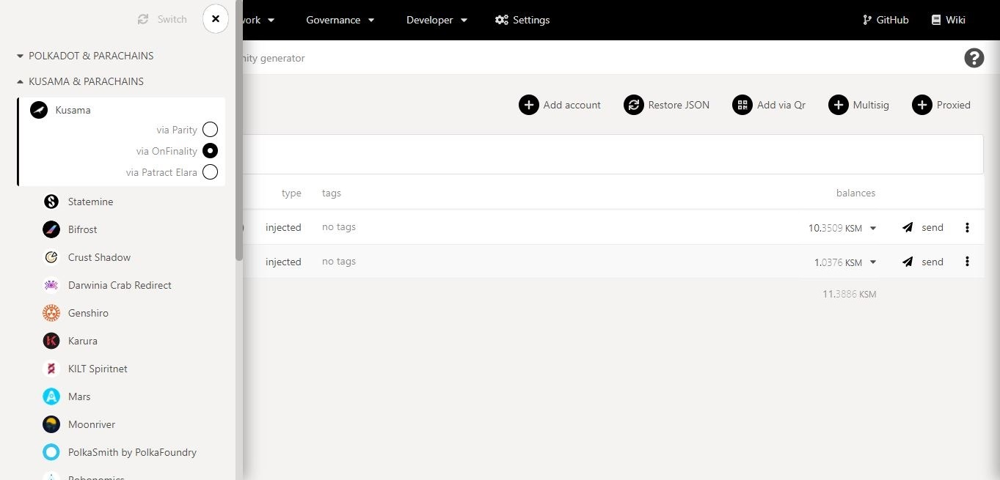 Switch
ork Governance Developer Settings GitHub Wiki
POLKADOT & PARACHAINS
nity generator
KUSAMA & PARACHAINS
Kusama
Add account Restore JSON Add via Qr Multisig Proxied
via Parity
via OnFinality
via Patract Elara
type tags balances
Statemine
injected no tags 10.3509 KSM send
Bifrost
Crust Shadow
injected no tags 1.0376 KSM send
Darwinia Crab Redirect
11.3886 KSM
Genshiro
Karura
KILT Spiritnet
Mars
Moonriver
PolkaSmith by PolkaFoundry
Robonomics